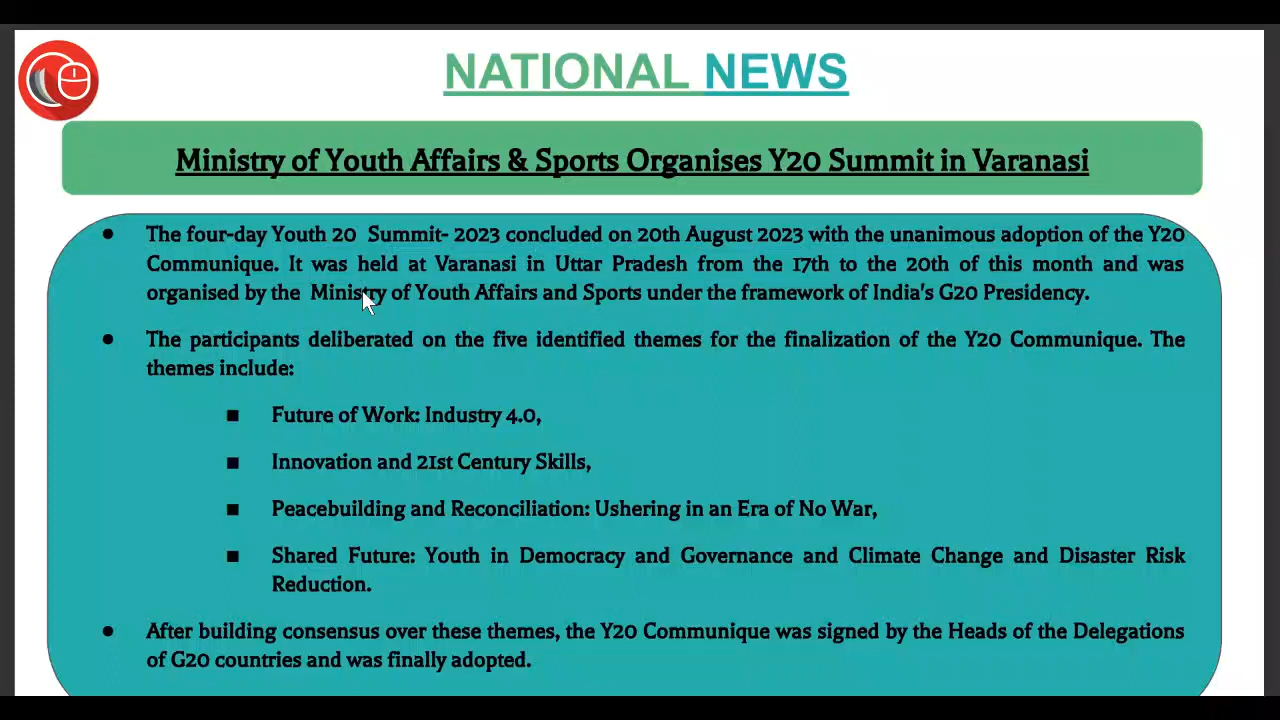 NATIONAL NEWS
Ministry of Youth Affairs & Sports Organises Y20 Summit in Varanasi
● The four-day Youth 20 Summit- 2023 concluded on 20th August 2023 with the unanimous adoption of the Y20
Communique. It was held at Varanasi in Uttar Pradesh from the 17th to the 20th of this month and was
organised by the Ministry of Youth Affairs and Sports under the framework of India's G20 Presidency.
● The participants deliberated on the five identified themes for the finalization of the Y20 Communique. The
themes include:
■ Future of Work: Industry 4.0,
■ Innovation and 21st Century Skills,
■ Peacebuilding and Reconciliation: Ushering in an Era of No War,
■ Shared Future: Youth in Democracy and Governance and Climate Change and Disaster Risk
Reduction.
● After building consensus over these themes, the Y20 Communique was signed by the Heads of the Delegations
of G20 countries and was finally adopted.